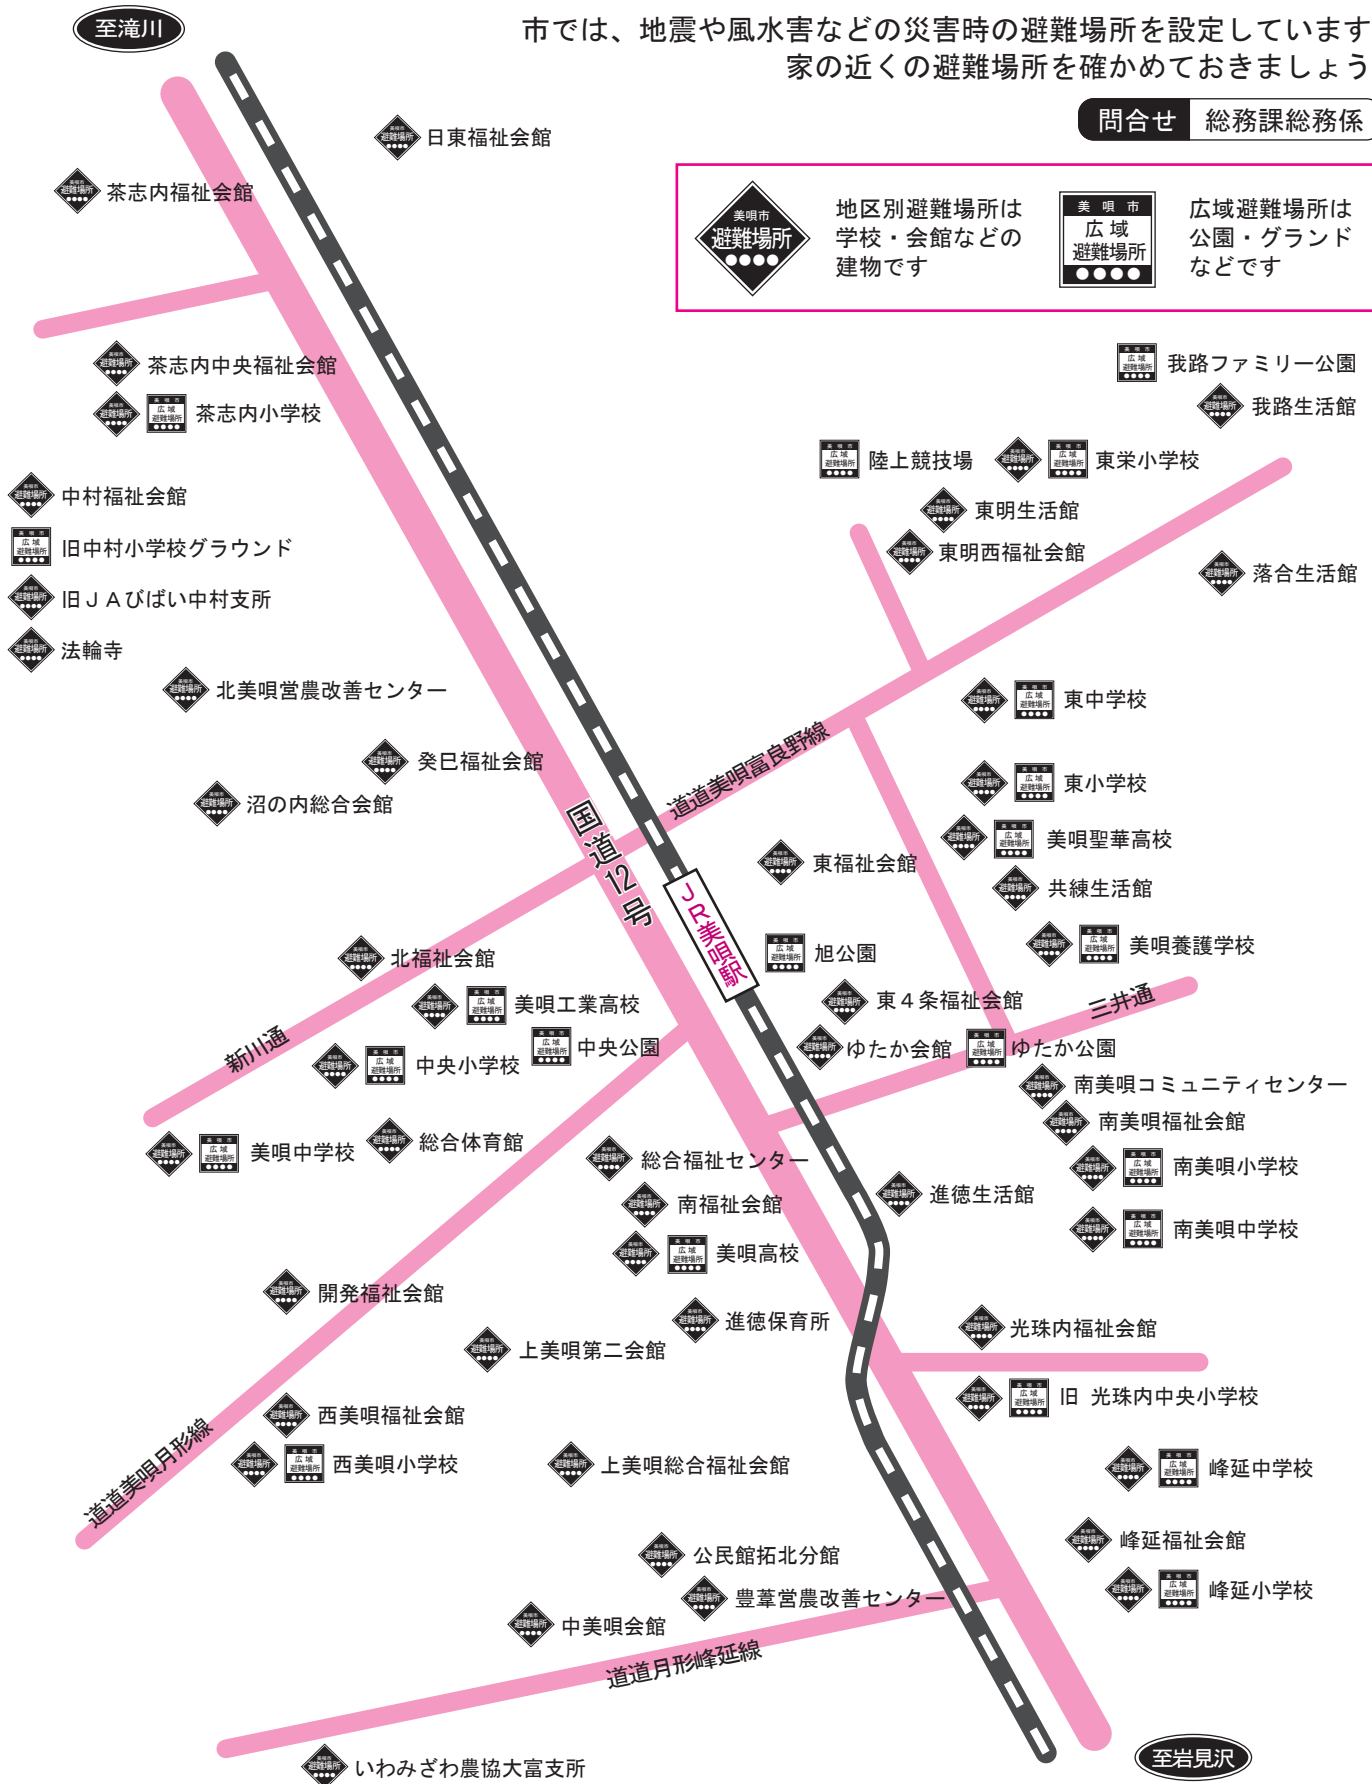 至滝川
市では、地震や風水害などの災害時の避難場所を設定しています
家の近くの避難場所を確かめておきましょう
問合せ 総務課総務係
美唄市
避難場所
地区別避難場所は
学校・会館などの
建物です
美唄市
広域
避難場所
広域避難場所は
公園・グランド
などです
日東福祉会館
茶志内福祉会館
茶志内中央福祉会館
茶志内小学校
我路ファミリー公園
我路生活館
陸上競技場
東栄小学校
東明生活館
東明西福祉会館
落合生活館
中村福祉会館
旧中村小学校グラウンド
旧ＪＡびばい中村支所
法輪寺
北美唄営農改善センター
癸巳福祉会館
沼の内総合会館
国道12号
道道美唄富良野線
ＪＲ美唄駅
東中学校
東小学校
美唄聖華高校
共練生活館
美唄養護学校
東福祉会館
旭公園
東４条福祉会館
ゆたか会館
ゆたか公園
三井通
北福祉会館
美唄工業高校
中央公園
中央小学校
新川通
美唄中学校
総合体育館
総合福祉センター
南福祉会館
美唄高校
進徳保育所
南美唄コミュニティセンター
南美唄福祉会館
南美唄小学校
南美唄中学校
進徳生活館
開発福祉会館
上美唄第二会館
西美唄福祉会館
西美唄小学校
上美唄総合福祉会館
道道美唄月形線
光珠内福祉会館
旧 光珠内中央小学校
峰延中学校
峰延福祉会館
峰延小学校
公民館拓北分館
豊葦営農改善センター
中美唄会館
道道月形峰延線
いわみざわ農協大富支所
至岩見沢